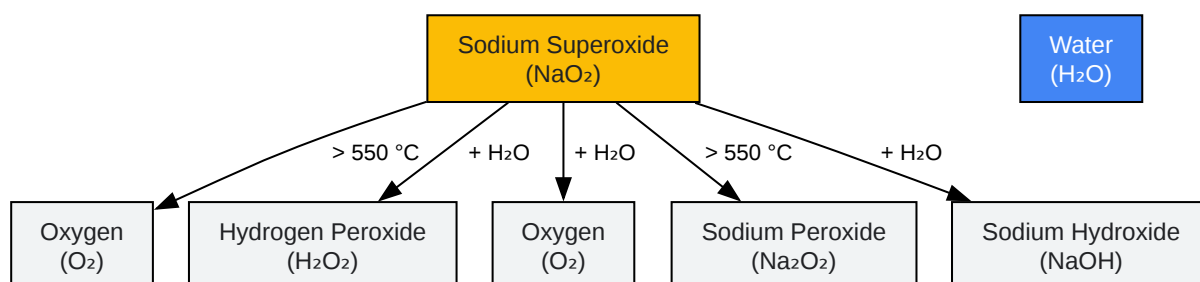 Sodium Superoxide
(NaO₂)
Water
(H₂O)
> 550 °C
+ H₂O
+ H₂O
> 550 °C
+ H₂O
Oxygen
(O₂)
Hydrogen Peroxide
(H₂O₂)
Oxygen
(O₂)
Sodium Peroxide
(Na₂O₂)
Sodium Hydroxide
(NaOH)